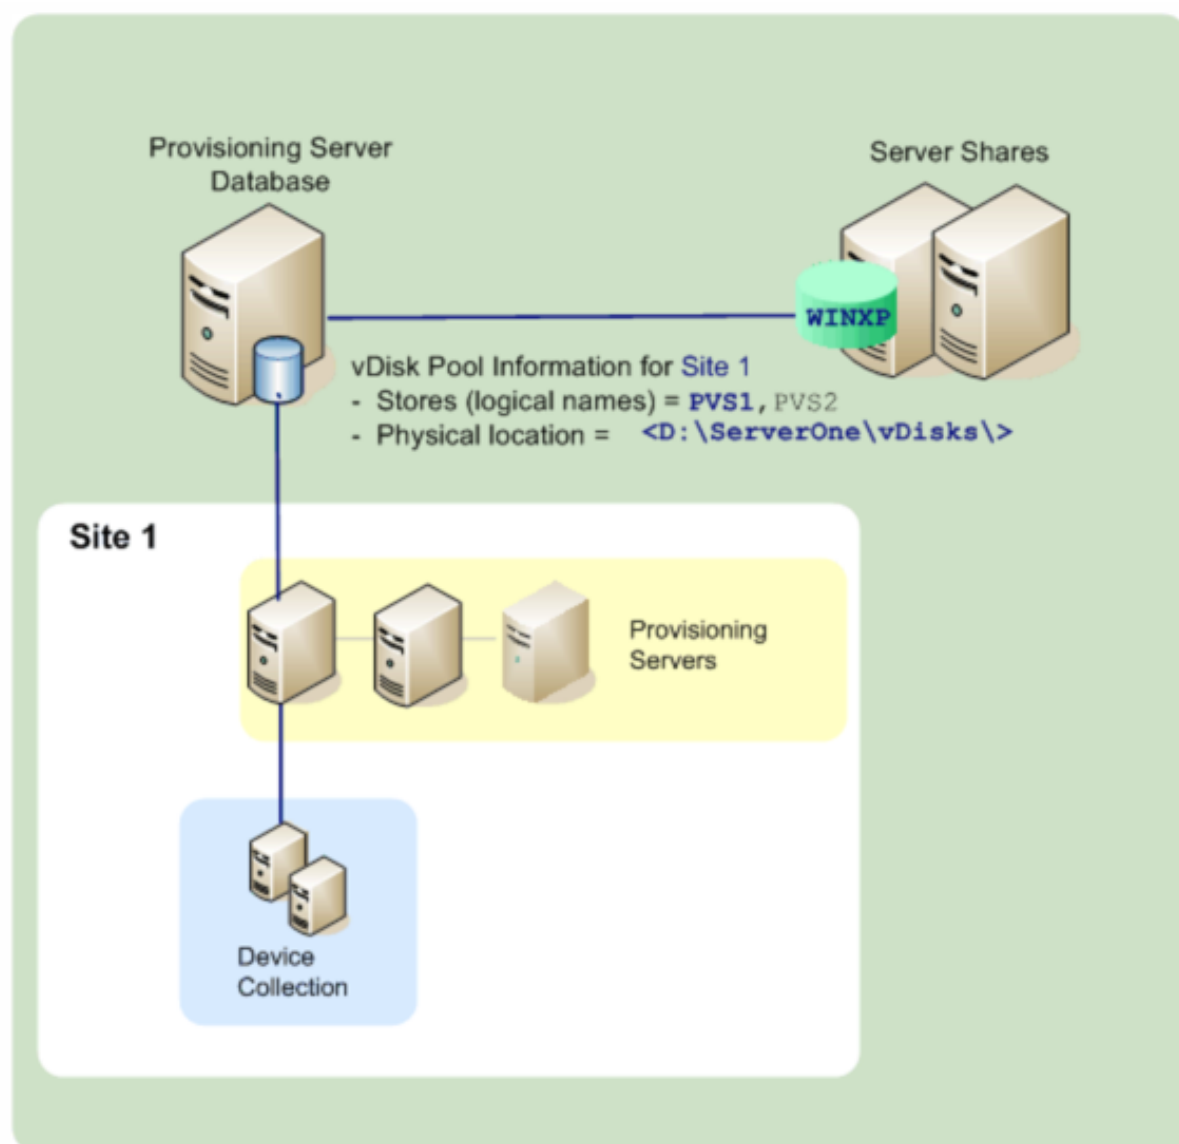 Provisioning Server
Database
Server Shares
WINXP
vDisk Pool Information for Site 1
- Stores (logical names) = PVS1, PVS2
- Physical location = <D:\ServerOne\vDisks\>
Site 1
Provisioning
Servers
Device
Collection